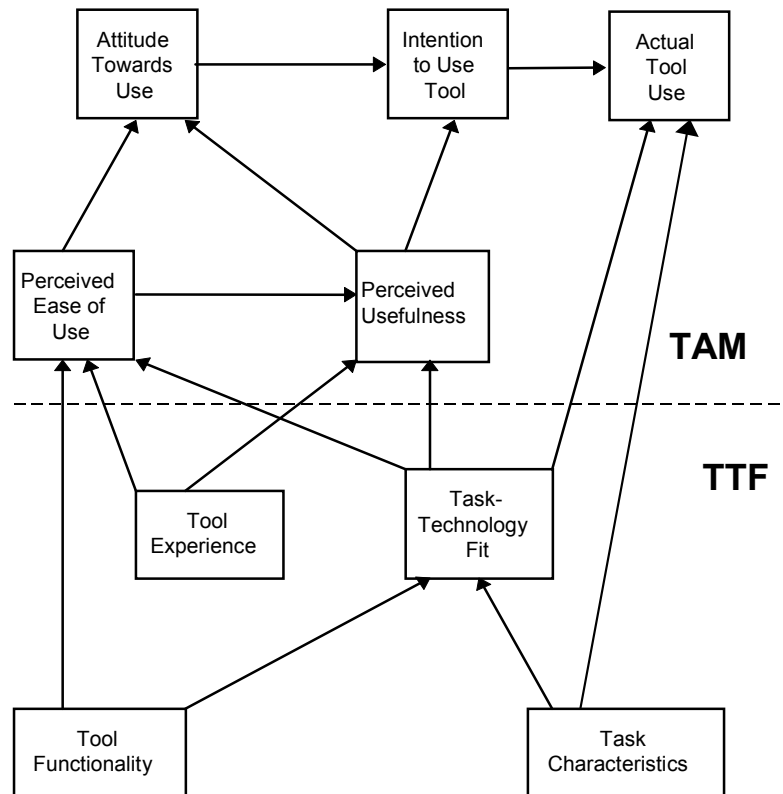 Attitude
Towards
Use
Intention
to Use
Tool
Actual
Tool
Use
Perceived
Ease of
Use
Perceived
Usefulness
TAM
TTF
Tool
Experience
Task-
Technology
Fit
Tool
Functionality
Task
Characteristics